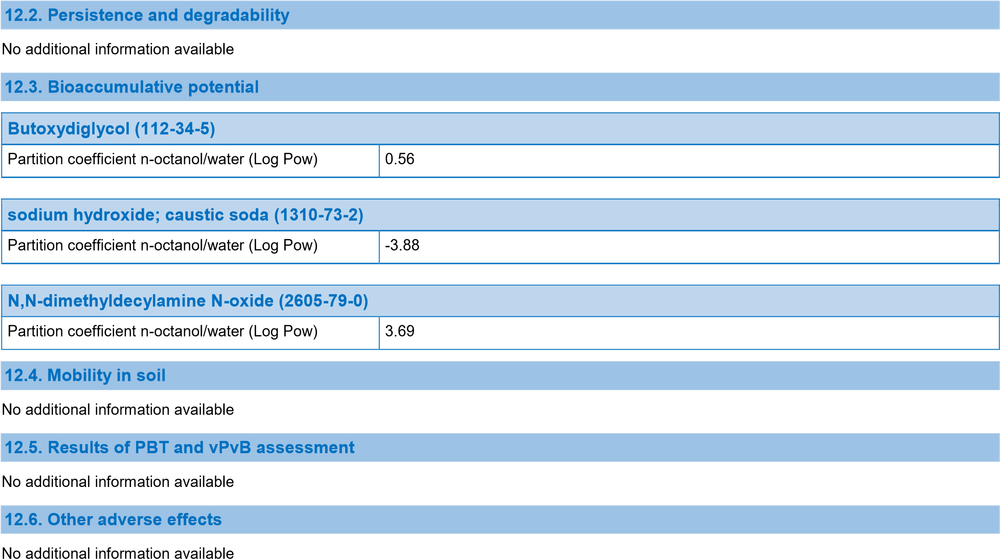 12.2. Persistence and degradability
No additional information available
12.3. Bioaccumulative potential
Butoxydiglycol (112-34-5)
Partition coefficient n-octanol/water (Log Pow) 0.56
sodium hydroxide; caustic soda (1310-73-2)
Partition coefficient n-octanol/water (Log Pow) -3.88
N,N-dimethyldecylamine N-oxide (2605-79-0)
Partition coefficient n-octanol/water (Log Pow) 3.69
12.4. Mobility in soil
No additional information available
12.5. Results of PBT and vPvB assessment
No additional information available
12.6. Other adverse effects
No additional information available